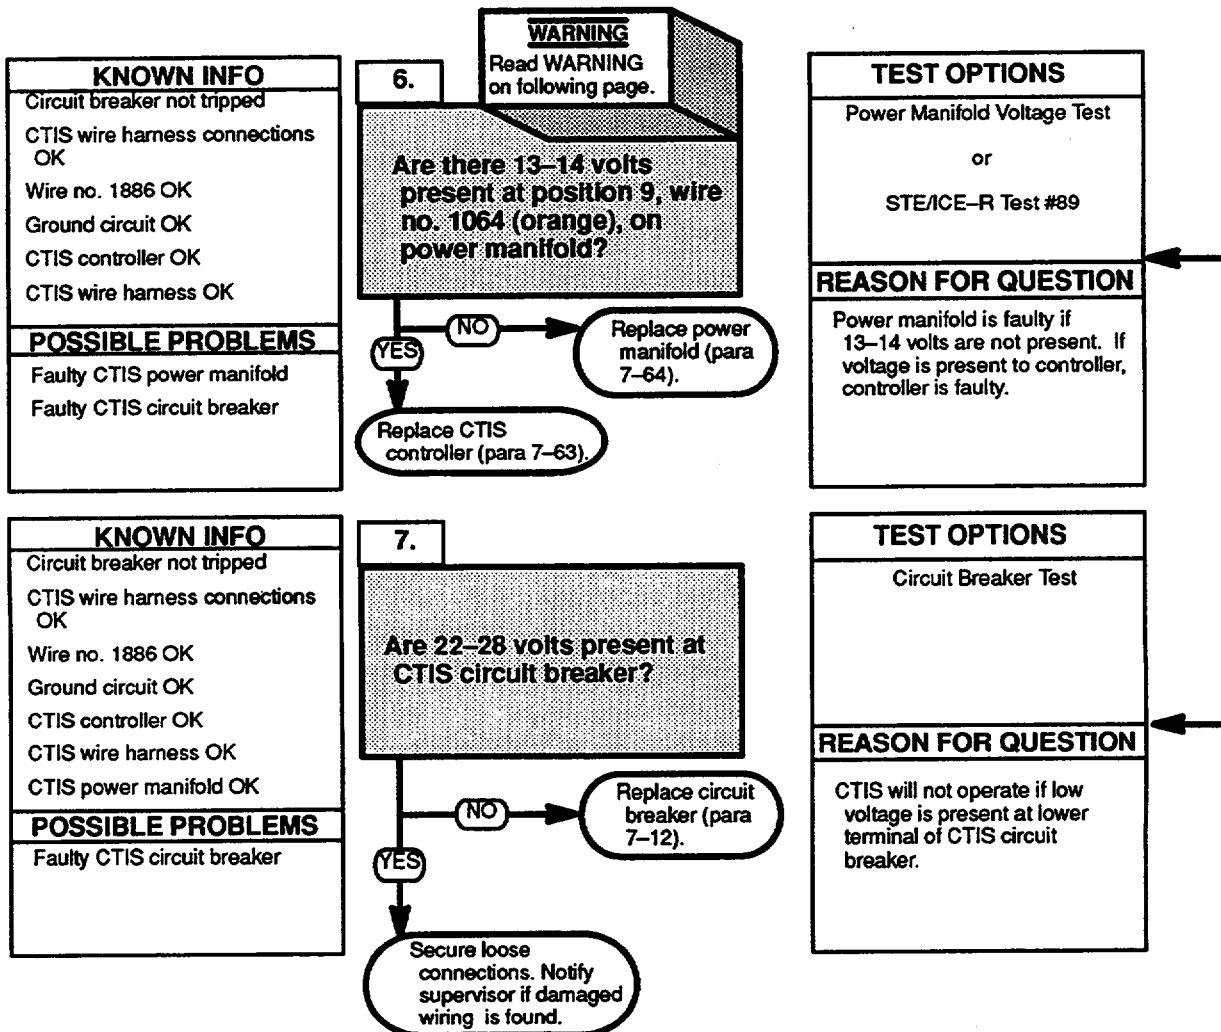 KNOWN INFO
Circuit breaker not tripped
CTIS wire harness connections
OK
Wire no. 1886 OK
Ground circuit OK
CTIS controller OK
CTIS wire harness OK
POSSIBLE PROBLEMS
Faulty CTIS power manifold
Faulty CTIS circuit breaker
WARNING
Read WARNING
on following page.
6.
Are there 13–14 volts
present at position 9, wire
no. 1064 (orange), on
power manifold?
NO
Replace power
manifold (para
7–64).
YES
Replace CTIS
controller (para 7–63).
TEST OPTIONS
Power Manifold Voltage Test
or
STE/ICE–R Test #89
REASON FOR QUESTION
Power manifold is faulty if
13–14 volts are not present. If
voltage is present to controller,
controller is faulty.
KNOWN INFO
Circuit breaker not tripped
CTIS wire harness connections
OK
Wire no. 1886 OK
Ground circuit OK
CTIS controller OK
CTIS wire harness OK
CTIS power manifold OK
POSSIBLE PROBLEMS
Faulty CTIS circuit breaker
7.
Are 22–28 volts present at
CTIS circuit breaker?
NO
Replace circuit
breaker (para
7–12).
YES
Secure loose
connections. Notify
supervisor if damaged
wiring is found.
TEST OPTIONS
Circuit Breaker Test
REASON FOR QUESTION
CTIS will not operate if low
voltage is present at lower
terminal of CTIS circuit
breaker.